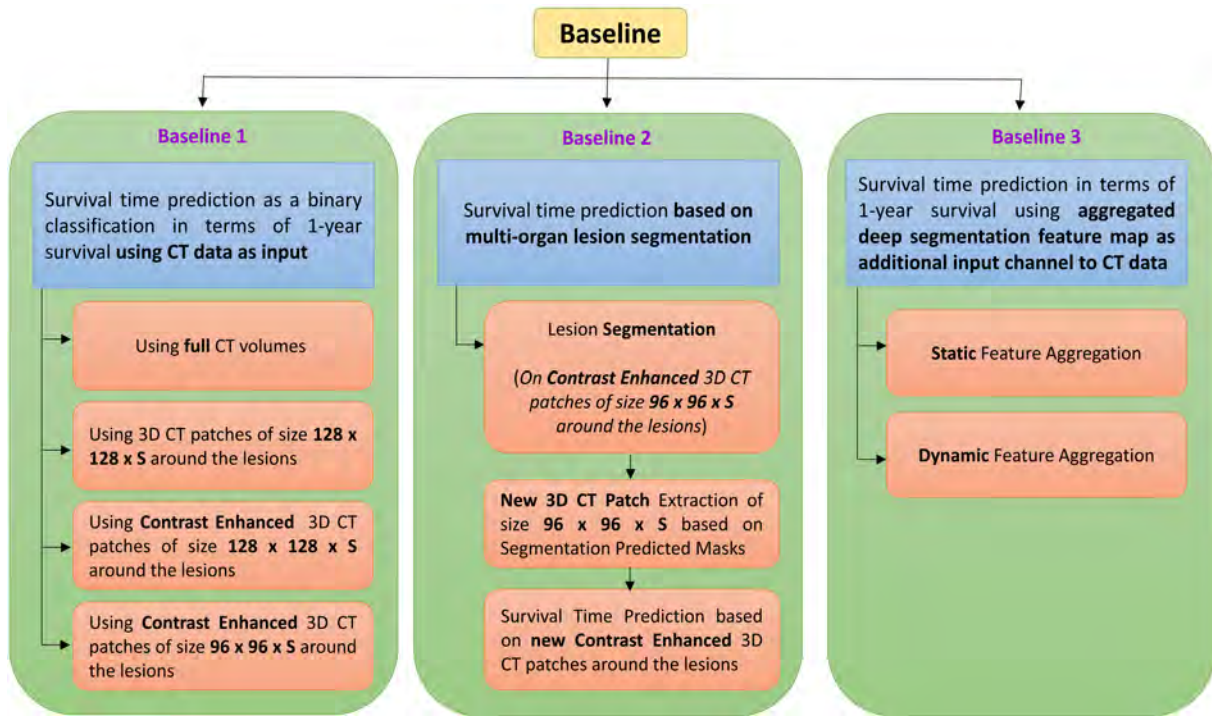 Baseline
Baseline 1
Survival time prediction as a binary
classification in terms of 1-year
survival using CT data as input
Using full CT volumes
Using 3D CT patches of size 128 x
128 x S around the lesions
Using Contrast Enhanced 3D CT
patches of size 128 x 128 x S
around the lesions
Using Contrast Enhanced 3D CT
patches of size 96 x 96 x S around
the lesions
Baseline 2
Survival time prediction based on
multi-organ lesion segmentation
Lesion Segmentation
(On Contrast Enhanced 3D CT
patches of size 96 x 96 x S
around the lesions)
New 3D CT Patch Extraction of
size 96 x 96 x S based on
Segmentation Predicted Masks
Survival Time Prediction based
on new Contrast Enhanced 3D
CT patches around the lesions
Baseline 3
Survival time prediction in terms of
1-year survival using aggregated
deep segmentation feature map as
additional input channel to CT data
Static Feature Aggregation
Dynamic Feature Aggregation